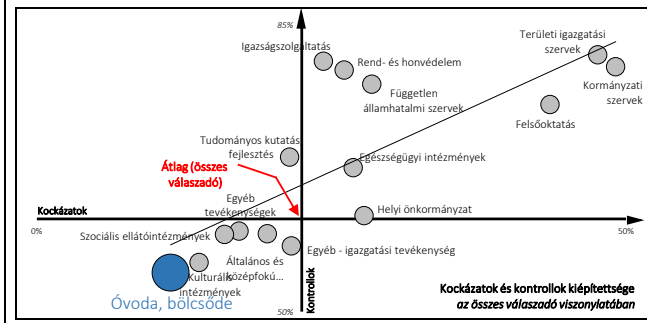 85%
Igazságszolgáltatás
Területi igazgatási
szervek
Rend- és honvédelem
Független
államhatalmi szervek
Kormányzati
szervek
Felsőoktatás
Tudományos kutatás
fejlesztés
Egészségügyi intézmények
Átlag (összes
válaszadó)
Egyéb
tevékenységek
Kockázatok
Helyi önkormányzat
0%
50%
Szociális ellátóintézmények
Egyéb - igazgatási tevékenység
Általános és
középfokú...
Kulturális
intézmények
Óvoda, bölcsőde
Kontrollok
50%
Kockázatok és kontrollok kiépítettsége
az összes válaszadó viszonylatában